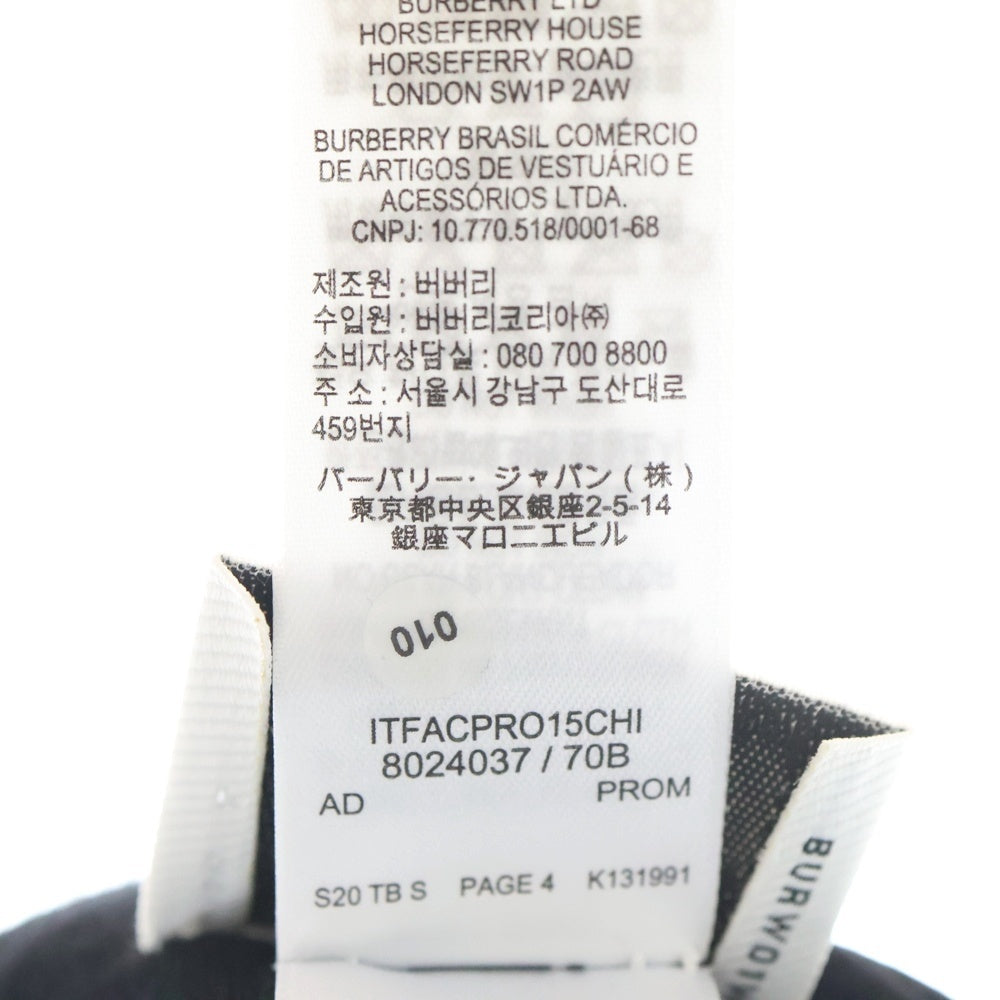 BURBERRY LTD
HORSEFERRY HOUSE
HORSEFERRY ROAD
LONDON SW1P 2AW
BURBERRY BRASIL COMÉRCIO
DE ARTIGOS DE VESTUÁRIO E
ACESSÓRIOS LTDA.
CNPJ: 10.770.518/0001-68
제조원 : 버버리
수입원 : 버버리코리아㈜
소비자상담실 : 080 700 8800
주 소 : 서울시 강남구 도산대로
459번지
バーバリー・ジャパン ( 株 )
東京都中央区銀座2-5-14
銀座マロニエビル
010
ITFACPRO15CHI
8024037 / 70B
AD PROM
S20 TB S PAGE 4 K131991